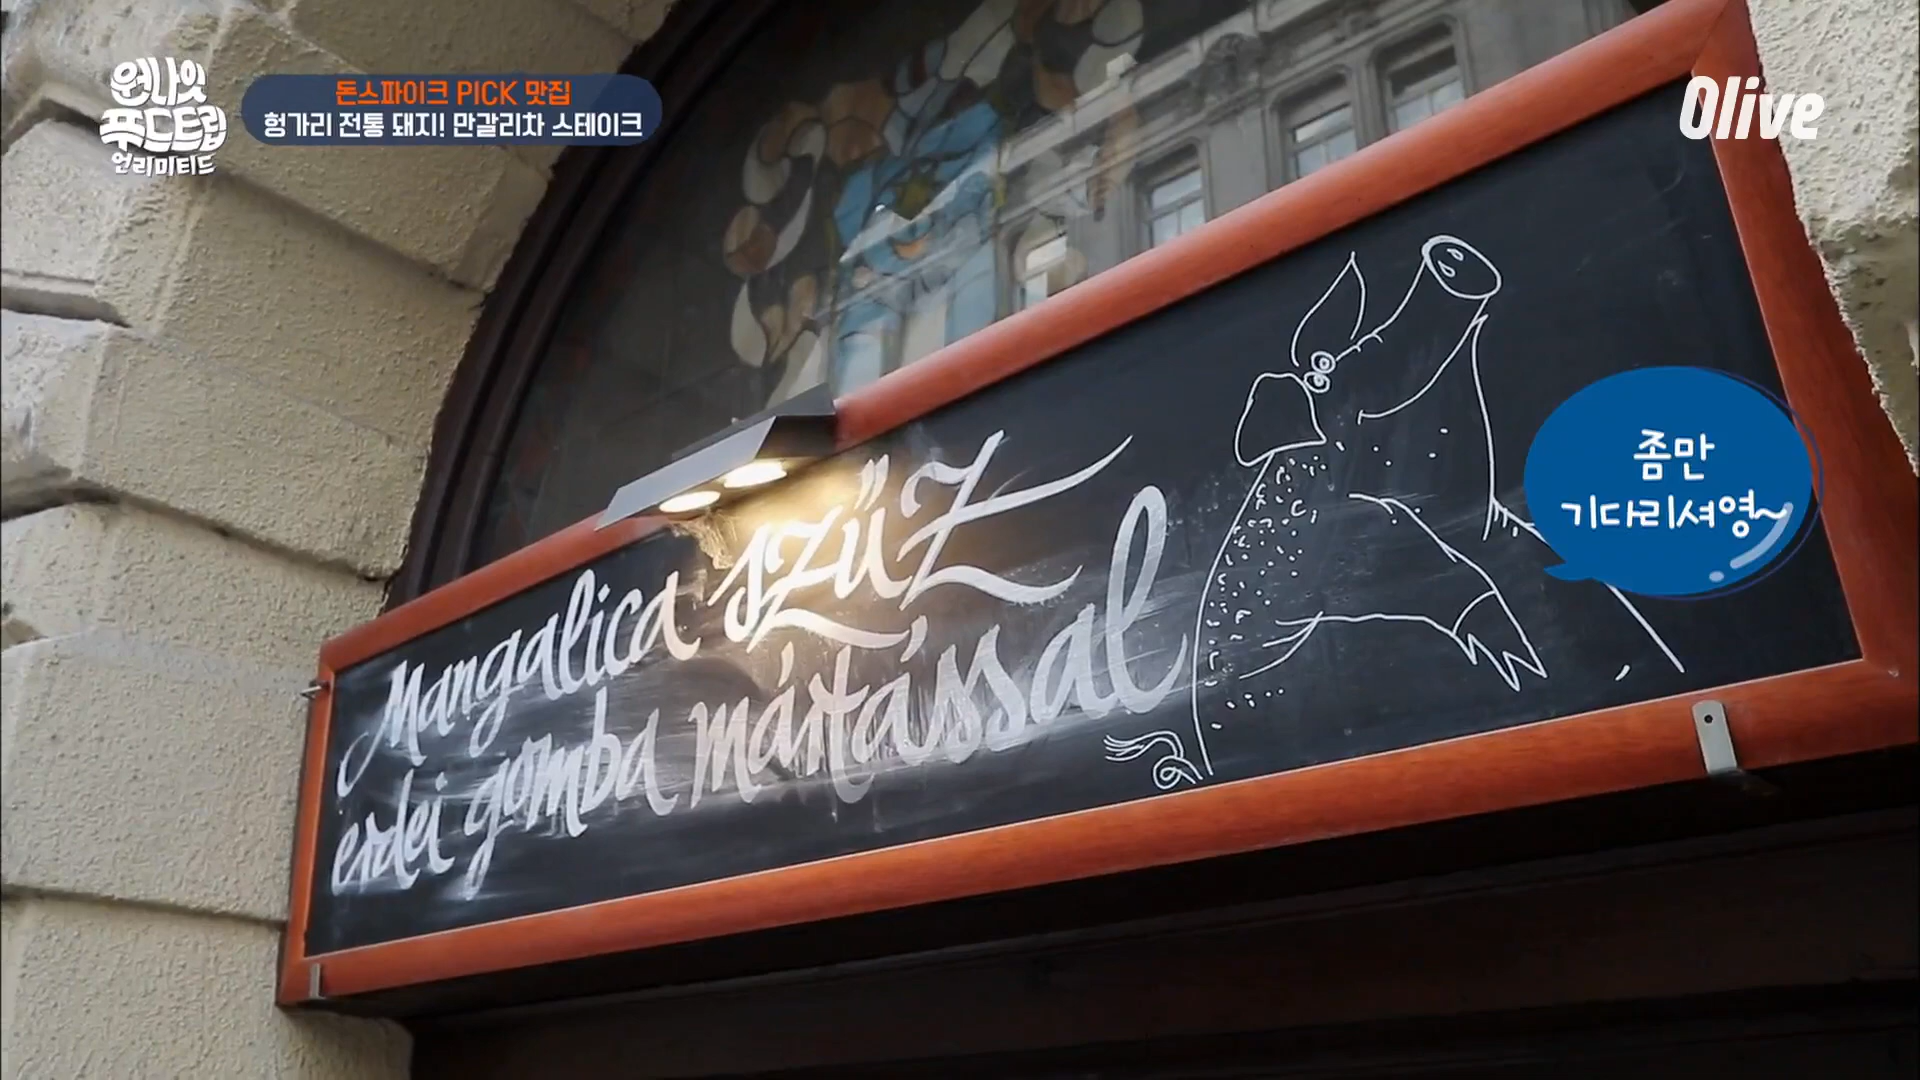 원나잇
푸드트립
언리미티드
돈스파이크 PICK 맛집
헝가리 전통 돼지! 만갈리차 스테이크
Olive
좀만
기다리셔영~
Mangalica szűz
erdei gomba mártással